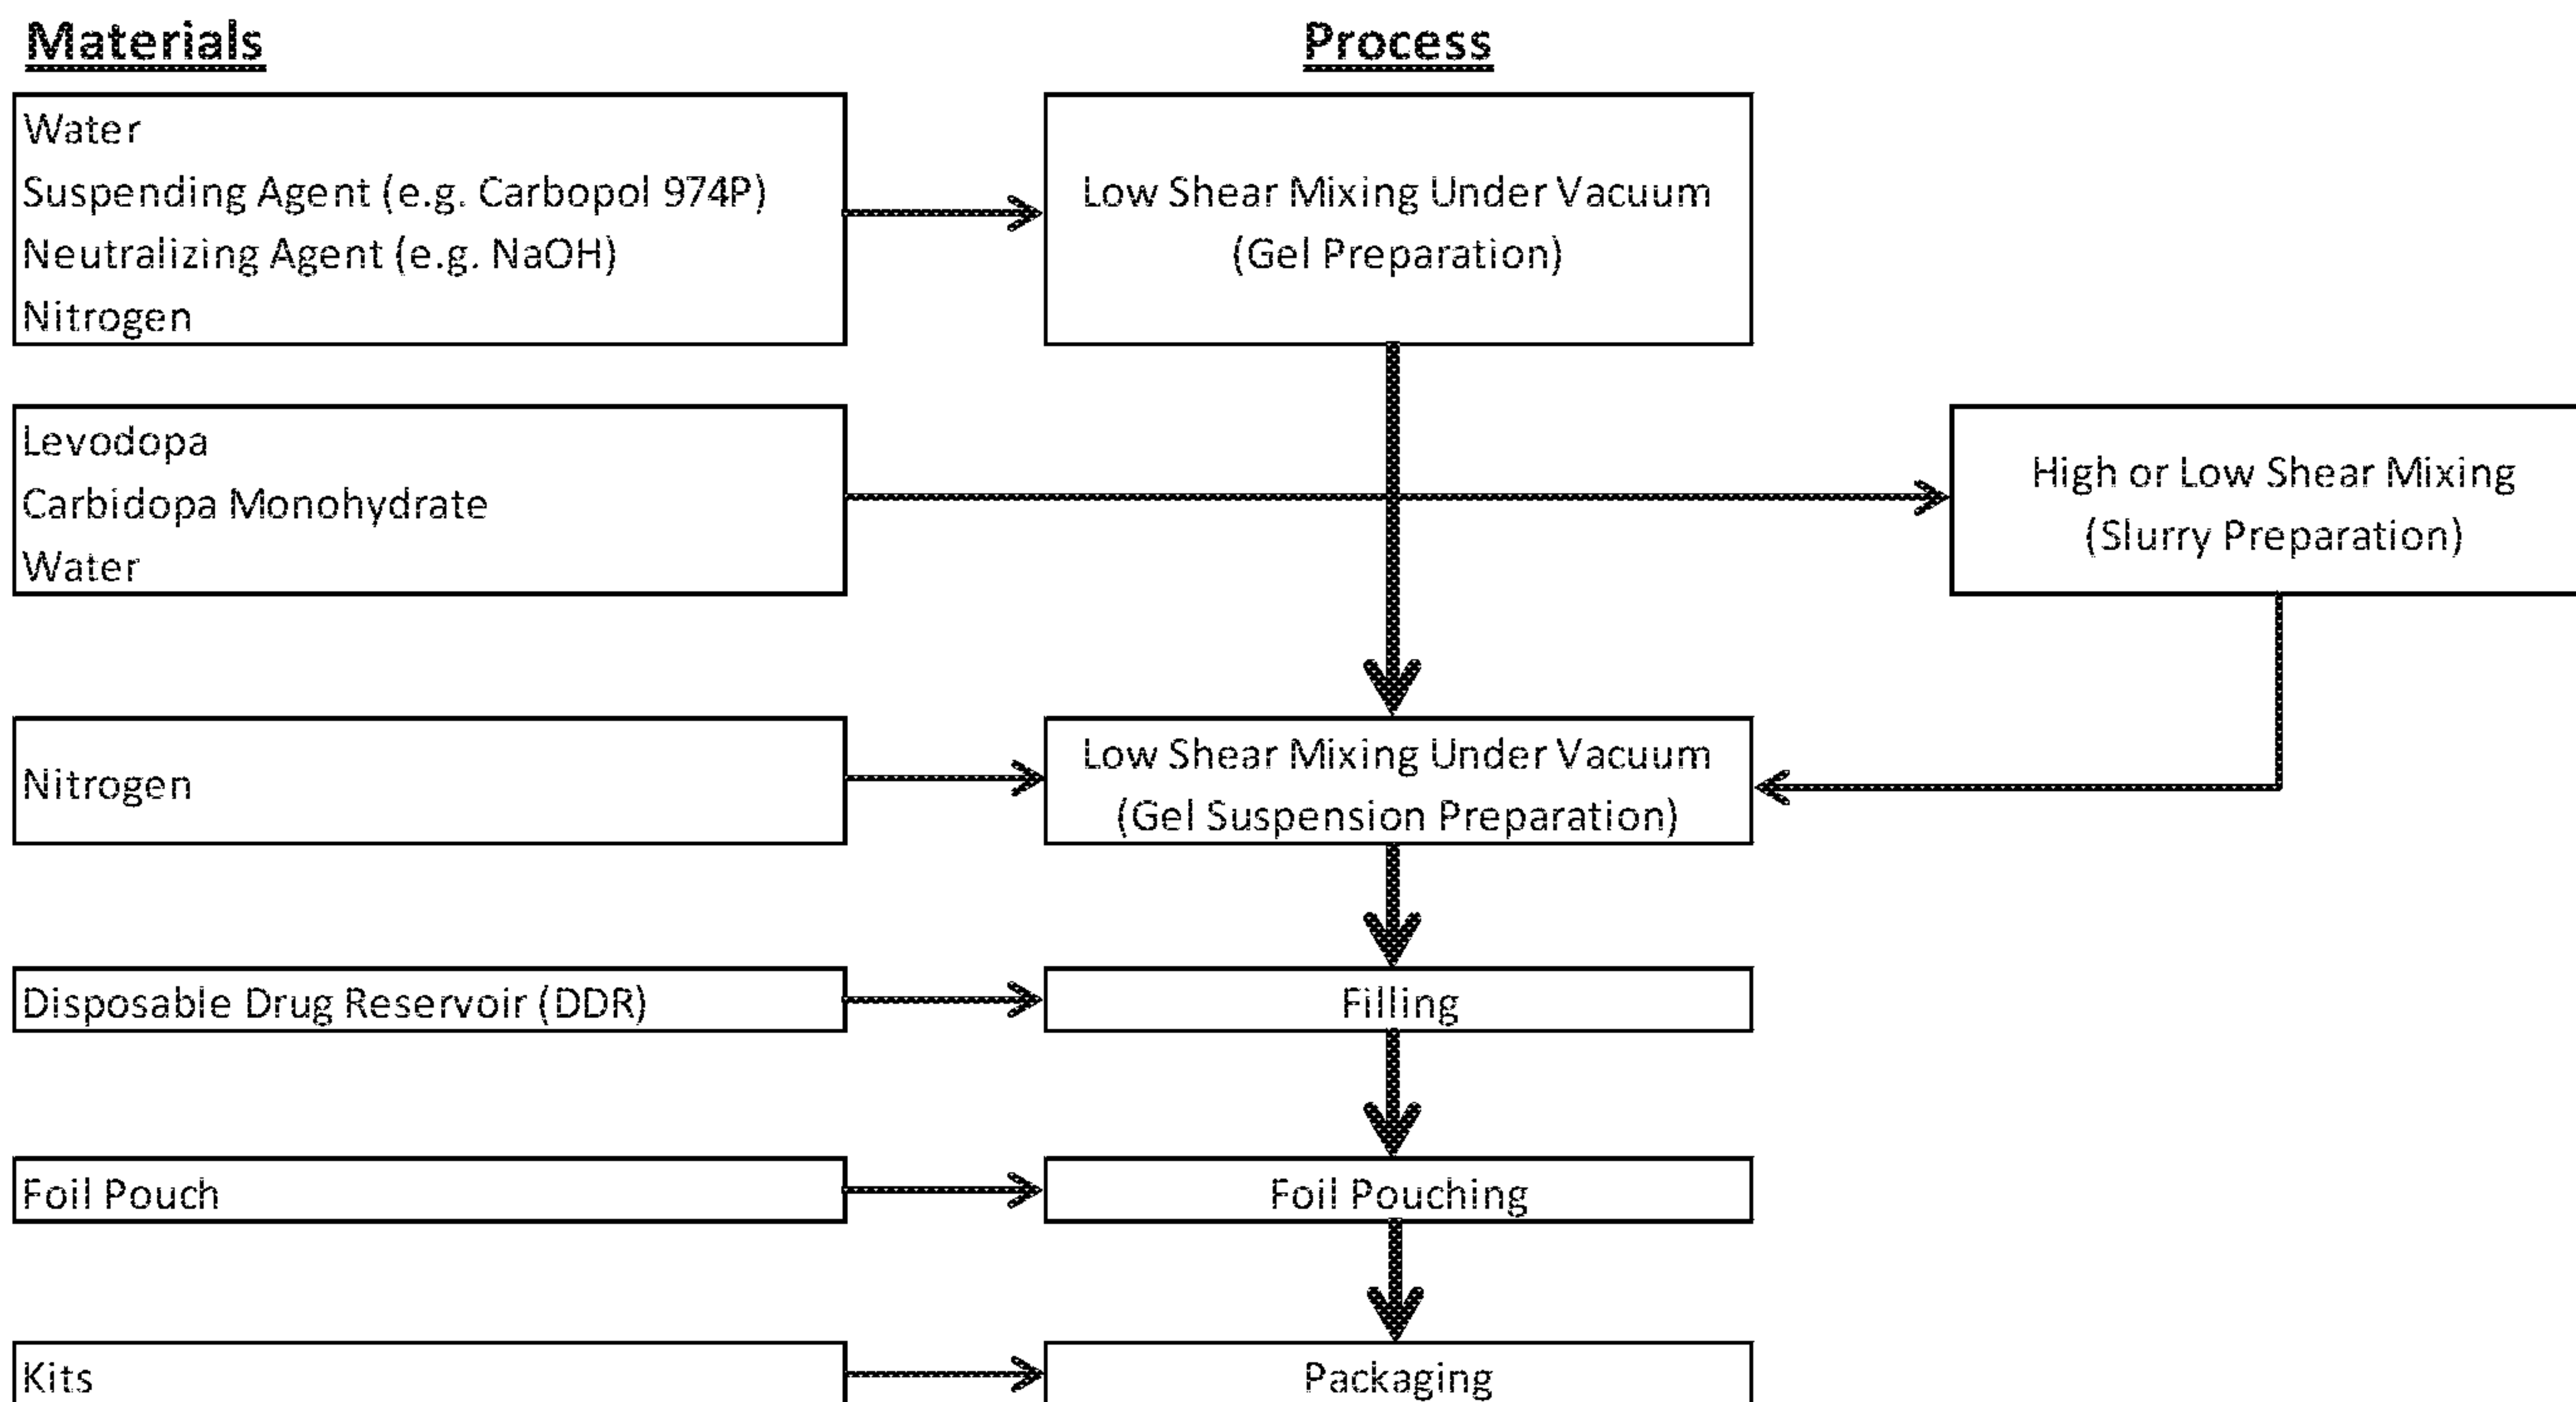 Materials
Process
Water
Suspending Agent (e.g. Carbopol 974P)
Neutralizing Agent (e.g. NaOH)
Nitrogen
Low Shear Mixing Under Vacuum
(Gel Preparation)
Levodopa
Carbidopa Monohydrate
Water
High or Low Shear Mixing
(Slurry Preparation)
Nitrogen
Low Shear Mixing Under Vacuum
(Gel Suspension Preparation)
Disposable Drug Reservoir (DDR)
Filling
Foil Pouch
Foil Pouching
Kits
Packaging